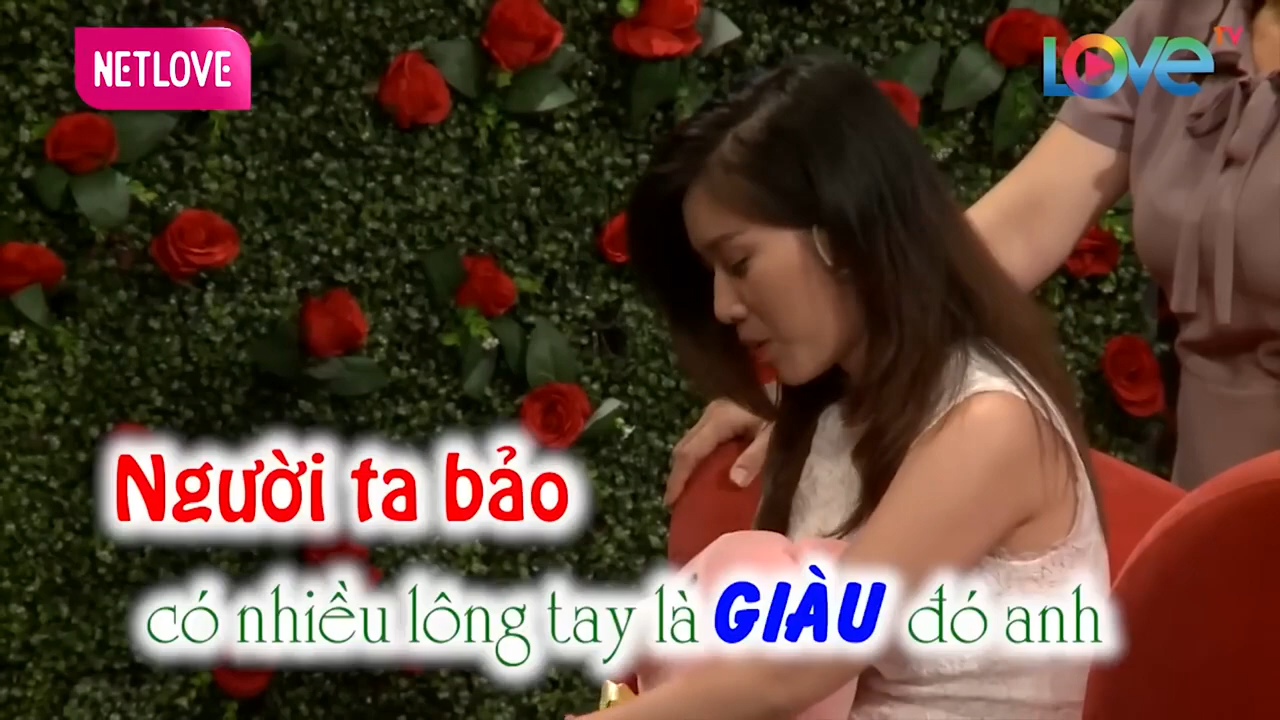 NETLOVE
LOVE TV
Người ta bảo
có nhiều lông tay là GIÀU đó anh